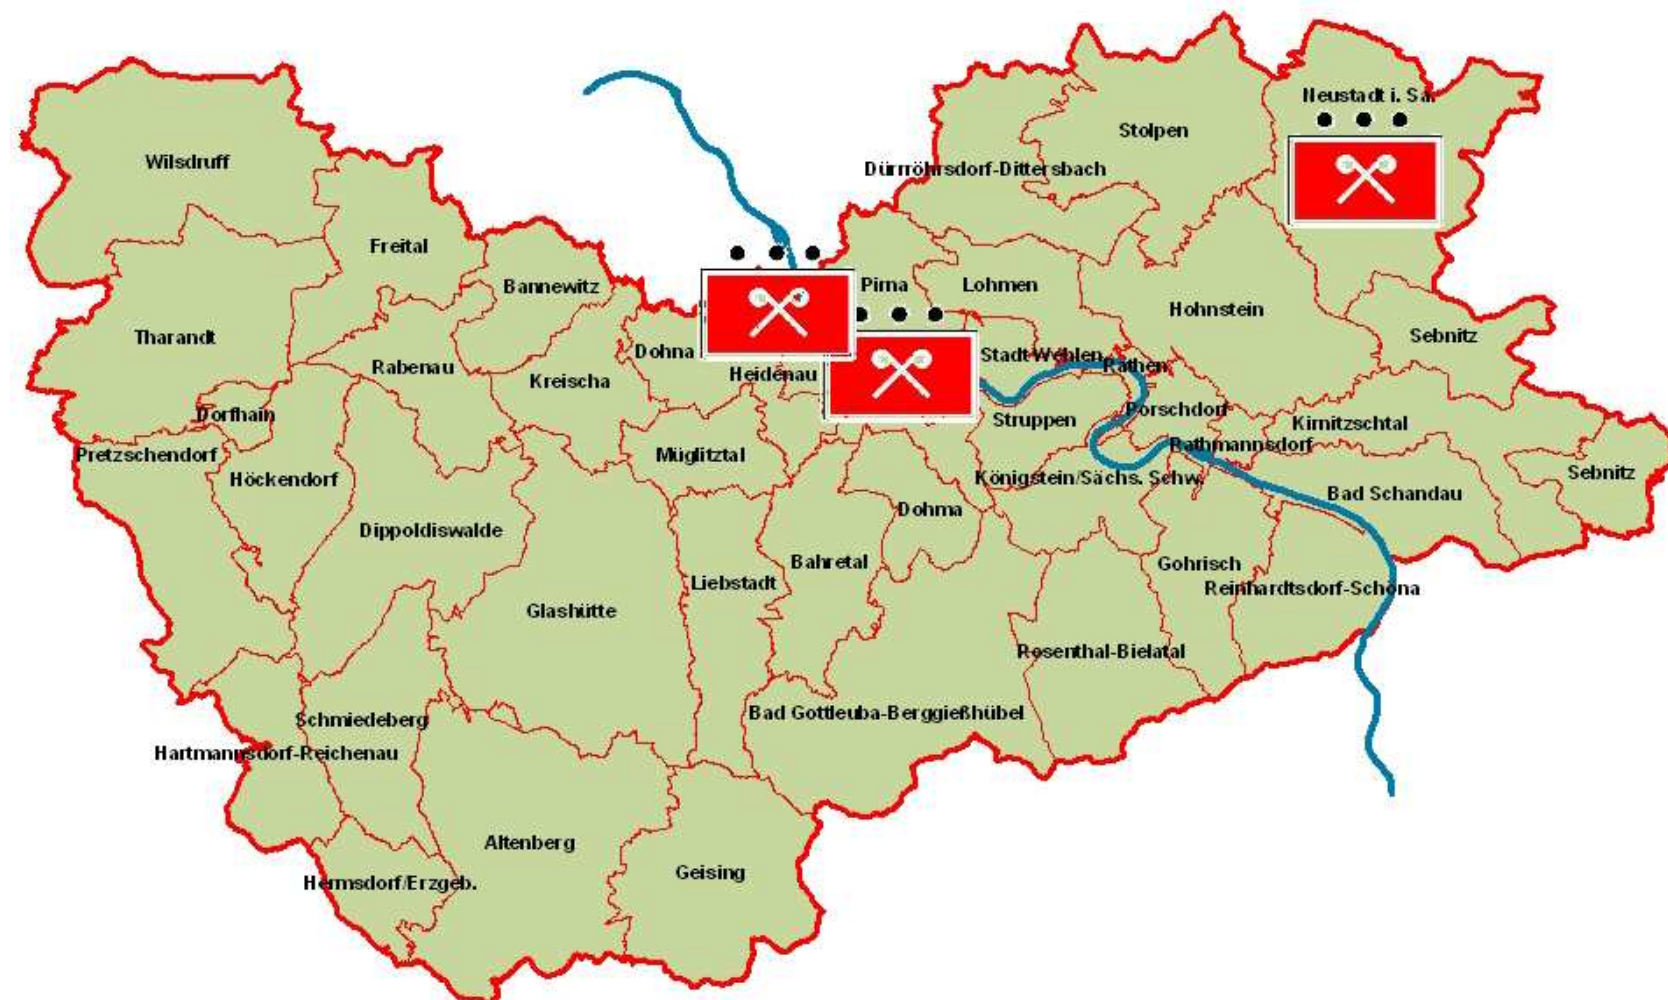 Neustadt i. Sa.
Stolpen
Wilsdruff
Dürrröhrsdorf-Dittersbach
Freital
Bannewitz
Pirna
Lohmen
Hohnstein
Tharandt
Sebnitz
Dohna
Stadt Wehlen
Rathen
Rabenau
Kreischa
Heidenau
Dorfhain
Porschdorf
Struppen
Kirnitzschtal
Rathmannsdorf
Pretzschendorf
Müglitztal
Höckendorf
Königstein/Sächs. Schw.
Sebnitz
Bad Schandau
Dohma
Dippoldiswalde
Bahretal
Gohrisch
Liebstadt
Reinhardtsdorf-Schöna
Glashütte
Rosenthal-Bielatal
Bad Gottleuba-Berggießhübel
Schmiedeberg
Hartmannsdorf-Reichenau
Altenberg
Geising
Hermsdorf/Erzgeb.